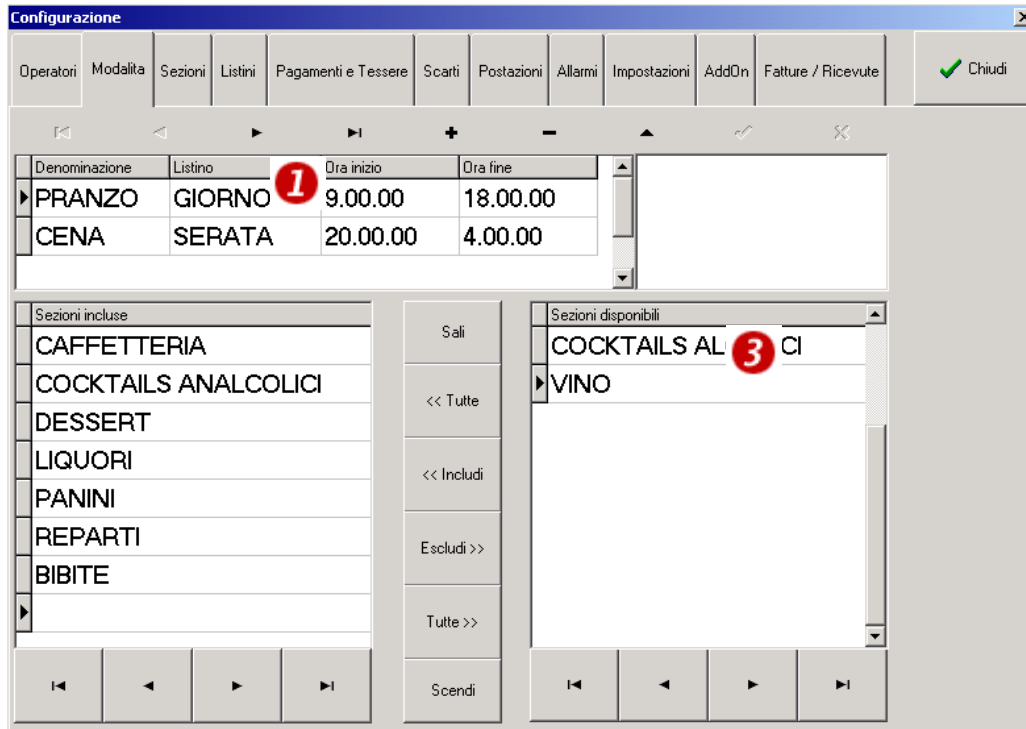 Configurazione
Operatori Modalita Sezioni Listini Pagamenti e Tessere Scarti Postazioni Allarmi Impostazioni AddOn Fatture / Ricevute Chiudi
Denominazione Listino Ora inizio Ora fine
1
PRANZO GIORNO 9.00.00 18.00.00
CENA SERATA 20.00.00 4.00.00
Sezioni incluse
CAFFETTERIA
COCKTAILS ANALCOLICI
DESSERT
LIQUORI
PANINI
REPARTI
BIBITE
Sali
<< Tutte
<< Includi
Escludi >>
Tutte >>
Scendi
Sezioni disponibili
COCKTAILS AL CI
3
VINO